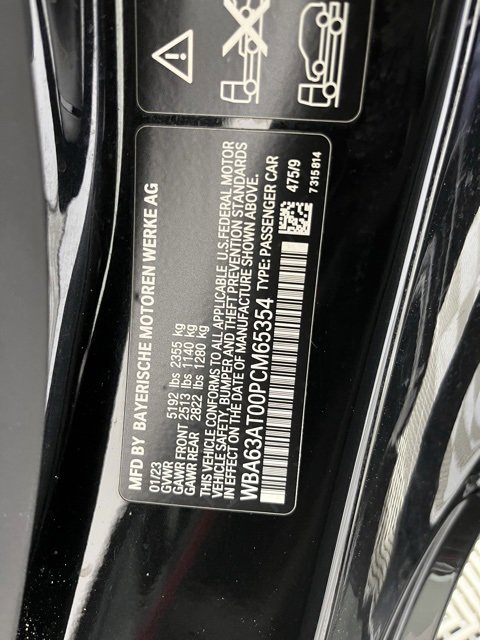 MFD BY BAYERISCHE MOTOREN WERKE AG
01/23
GVWR 5192 lbs 2355 kg
GAWR FRONT 2513 lbs 1140 kg
GAWR REAR 2822 lbs 1280 kg
THIS VEHICLE CONFORMS TO ALL APPLICABLE U.S.FEDERAL MOTOR
VEHICLE SAFETY, BUMPER AND THEFT PREVENTION STANDARDS
IN EFFECT ON THE DATE OF MANUFACTURE SHOWN ABOVE.
WBA63AT00PCM65354 TYPE: PASSENGER CAR
475/9
7 315 814